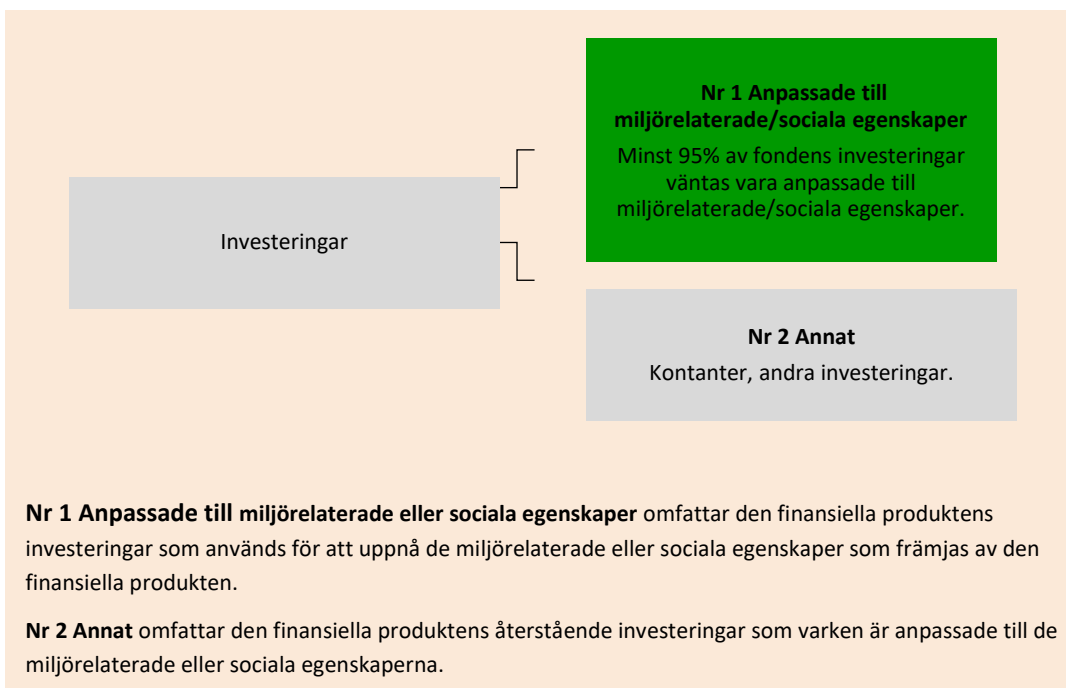 Nr 1 Anpassade till
miljörelaterade/sociala egenskaper
Minst 95% av fondens investeringar
väntas vara anpassade till
miljörelaterade/sociala egenskaper.
Investeringar
Nr 2 Annat
Kontanter, andra investeringar.
Nr 1 Anpassade till miljörelaterade eller sociala egenskaper omfattar den finansiella produktens
investeringar som används för att uppnå de miljörelaterade eller sociala egenskaper som främjas av den
finansiella produkten.
Nr 2 Annat omfattar den finansiella produktens återstående investeringar som varken är anpassade till de
miljörelaterade eller sociala egenskaperna.